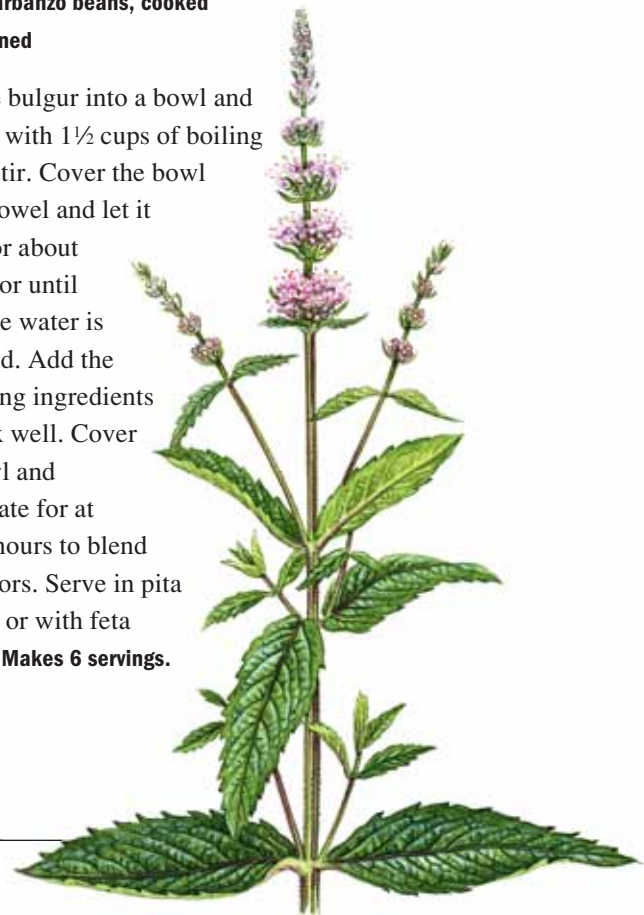 rbanzo beans, cooked
ned
e bulgur into a bowl and
with 1½ cups of boiling
tir. Cover the bowl
owel and let it
or about
or until
e water is
d. Add the
ng ingredients
x well. Cover
l and
ate for at
hours to blend
ors. Serve in pita
or with feta
Makes 6 servings.